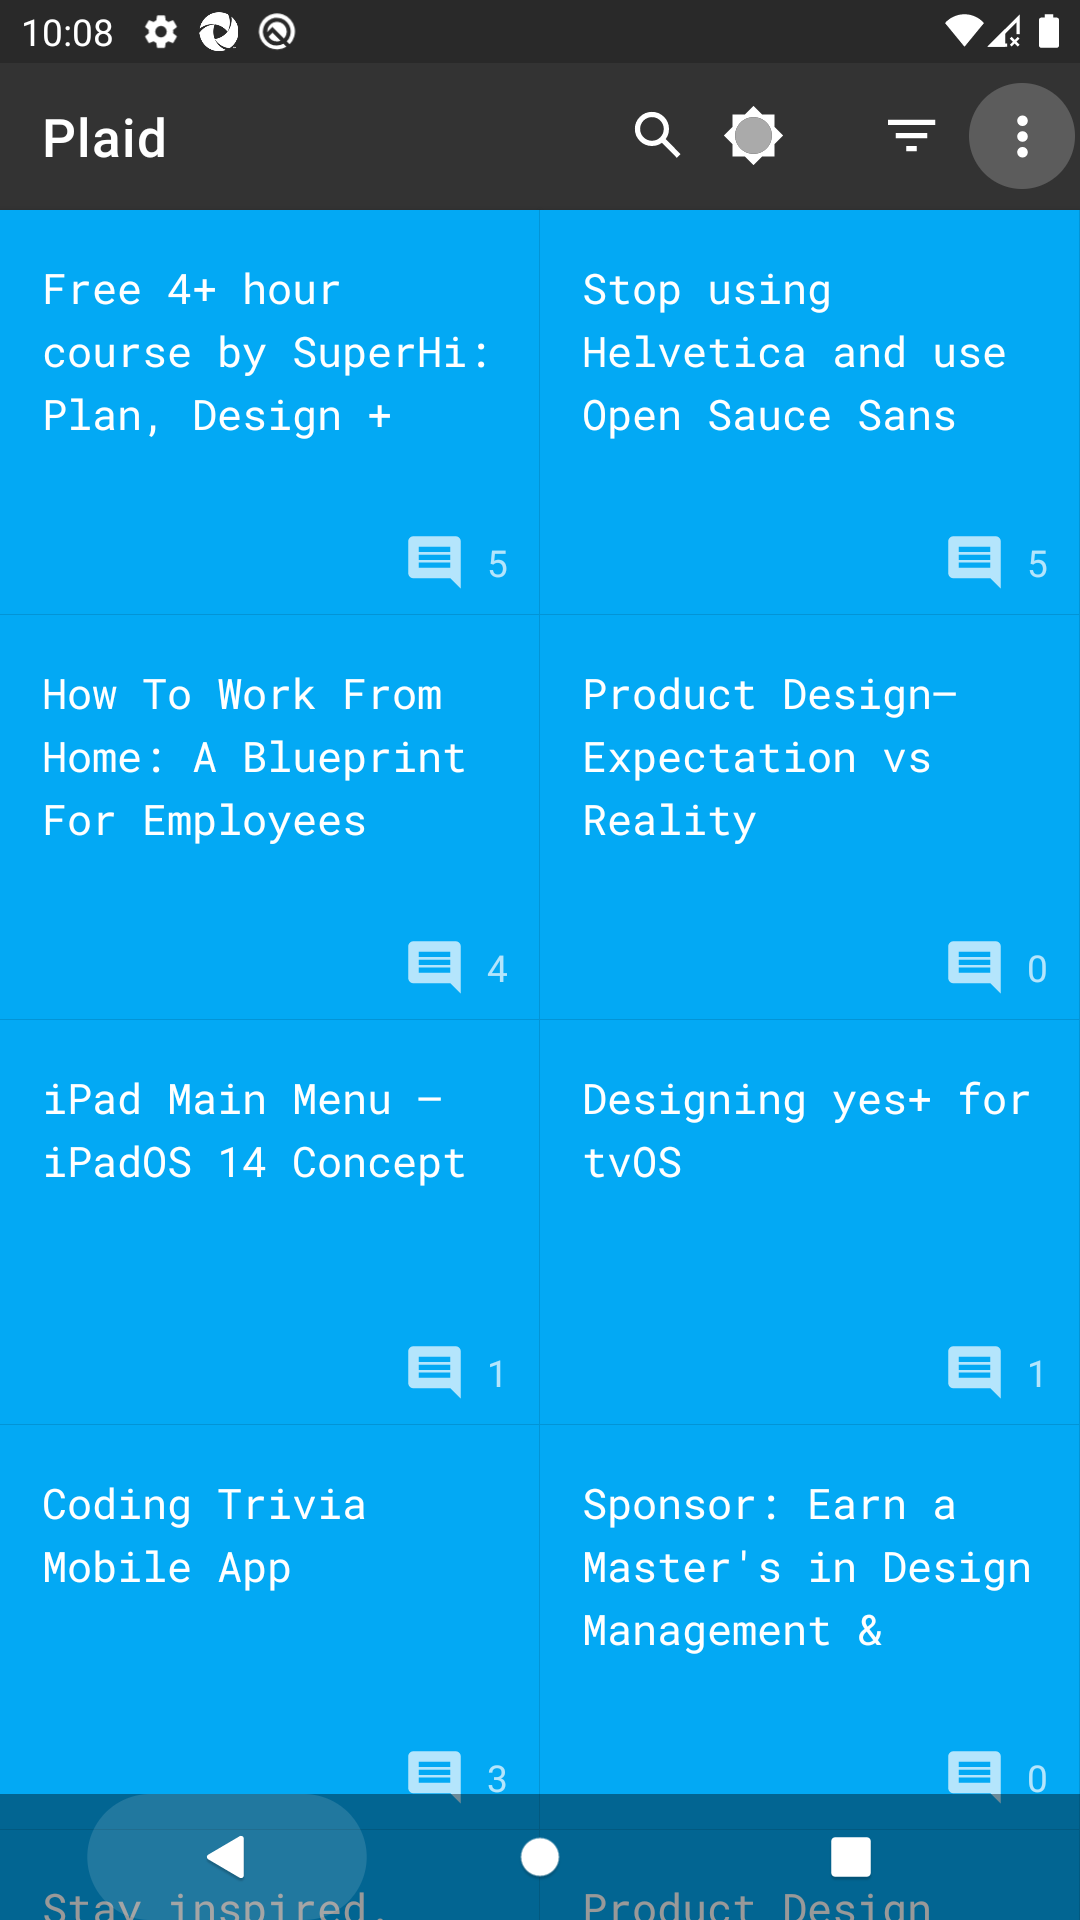 10:08
Plaid
Free 4+ hour
course by SuperHi:
Plan, Design +
5
Stop using
Helvetica and use
Open Sauce Sans
5
How To Work From
Home: A Blueprint
For Employees
4
Product Design—
Expectation vs
Reality
0
iPad Main Menu —
iPadOS 14 Concept
1
Designing yes+ for
tvOS
1
Coding Trivia
Mobile App
3
Sponsor: Earn a
Master's in Design
Management &
0
Stay inspired.
Product Design